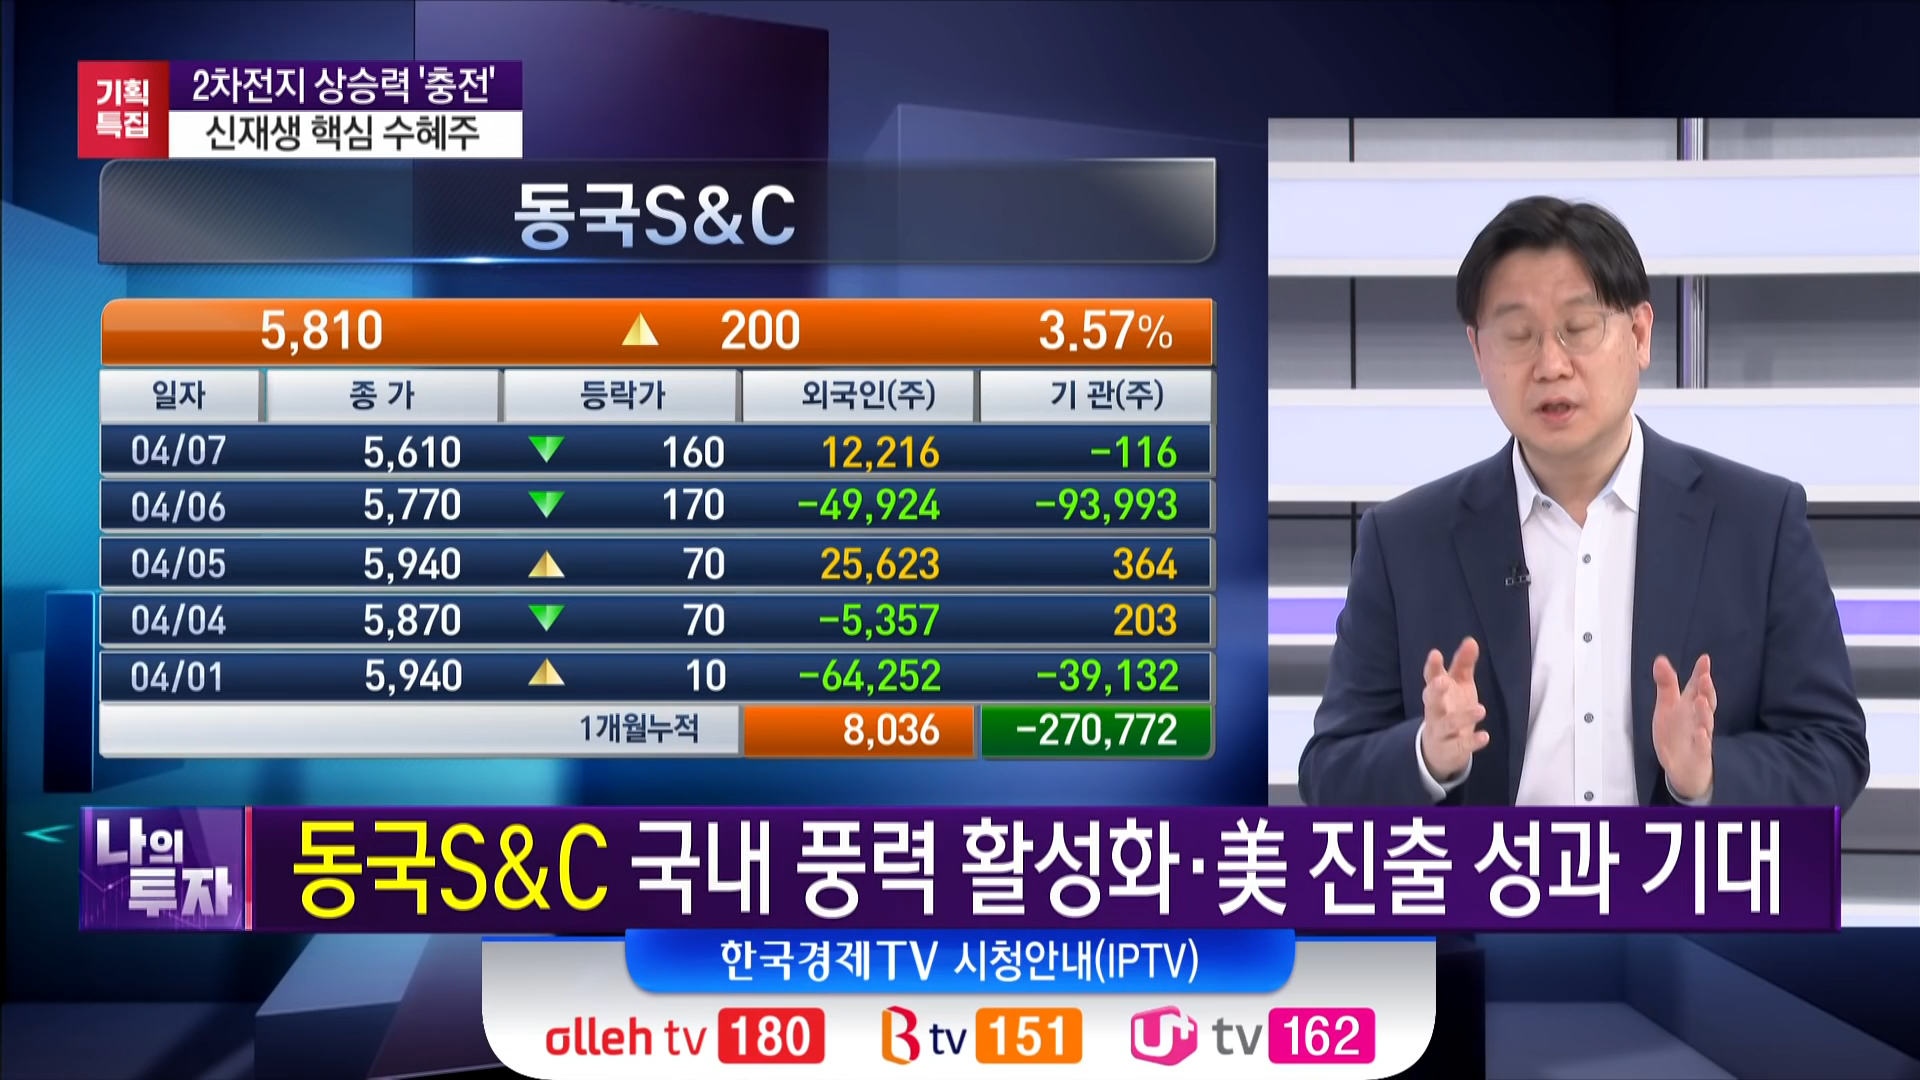 기획
특집
2차전지 상승력 '충전'
신재생 핵심 수혜주
동국S&C
5,810 ▲ 200 3.57%
일자 종 가 등락가 외국인(주) 기 관(주)
04/07 5,610 ▼ 160 12,216 -116
04/06 5,770 ▼ 170 -49,924 -93,993
04/05 5,940 ▲ 70 25,623 364
04/04 5,870 ▼ 70 -5,357 203
04/01 5,940 ▲ 10 -64,252 -39,132
1개월누적 8,036 -270,772
나의
투자
동국S&C 국내 풍력 활성화·美 진출 성과 기대
한국경제TV 시청안내(IPTV)
olleh tv 180 B tv 151 U+ tv 162